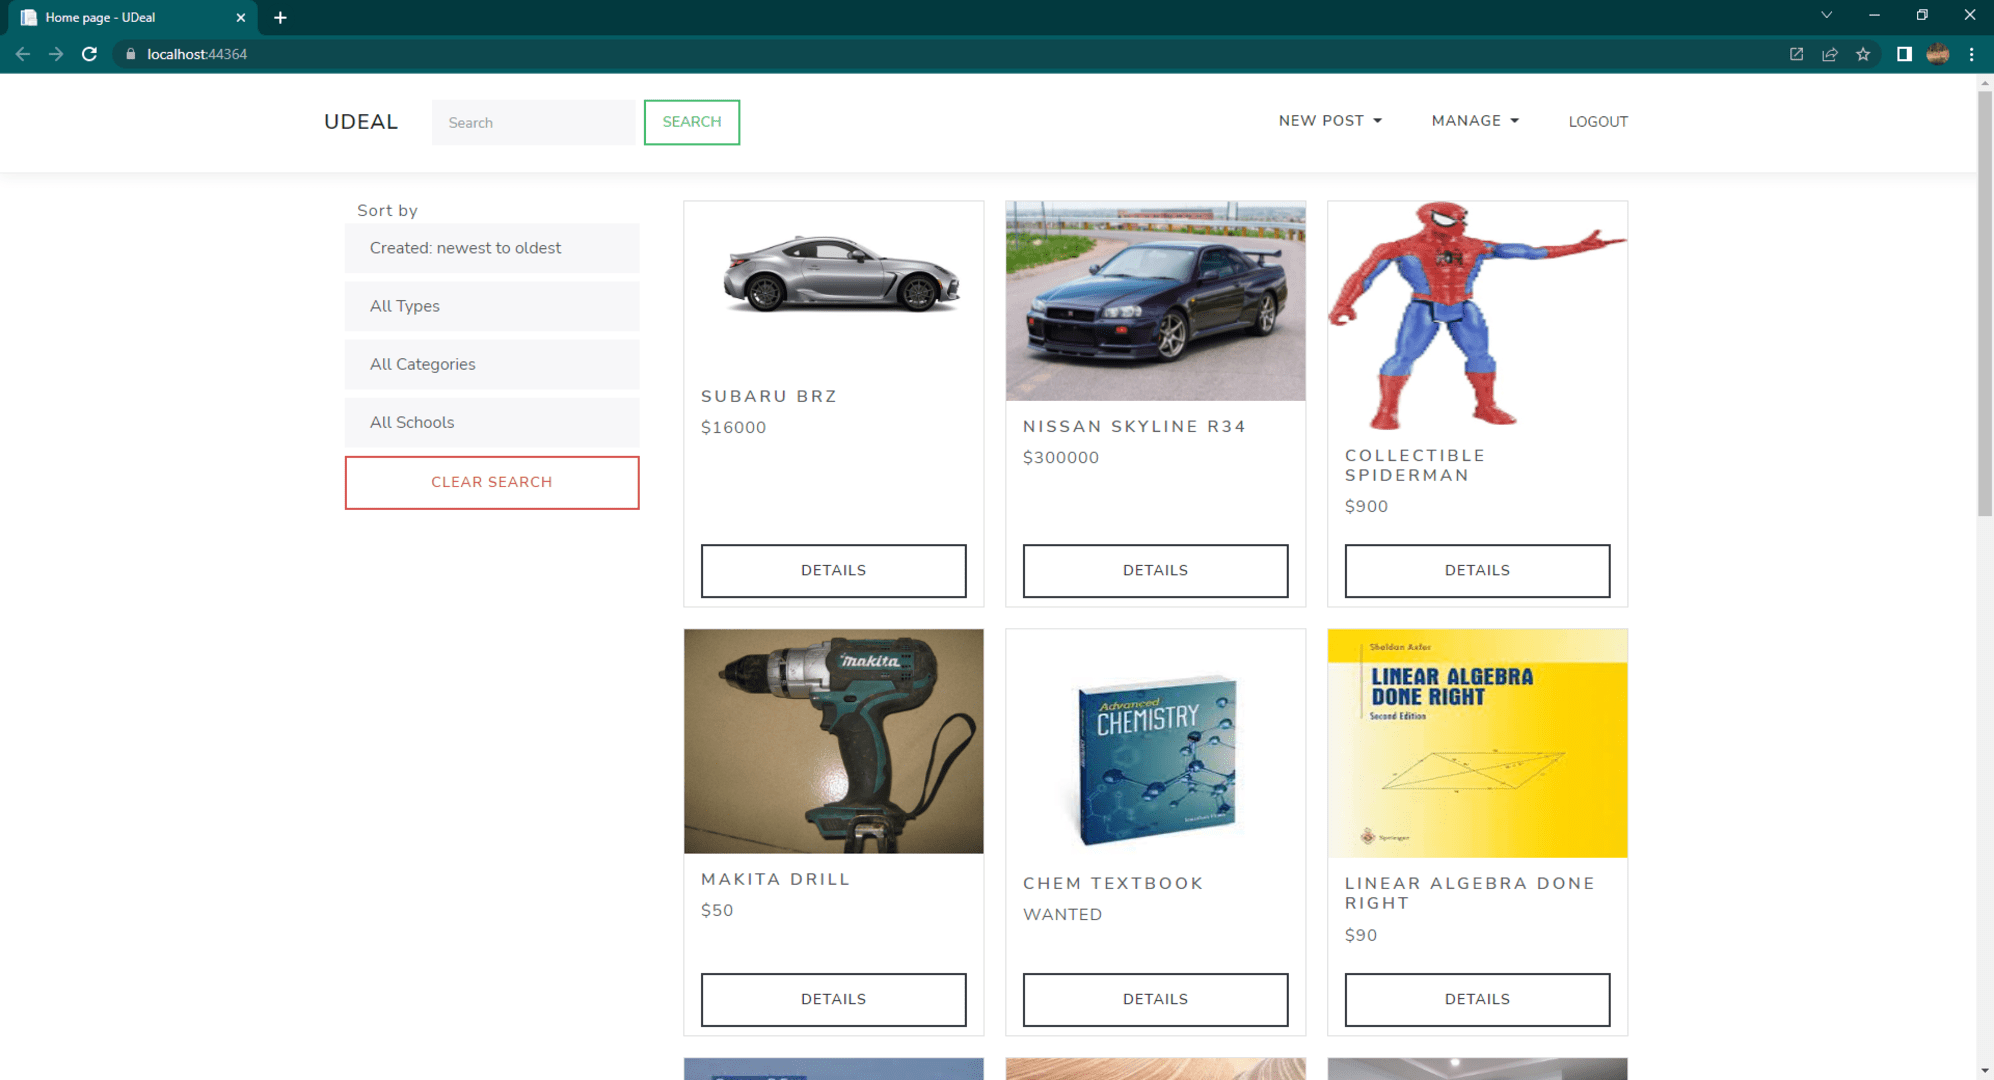 Home page - UDeal
localhost:44364
UDEAL
Search
SEARCH
NEW POST
MANAGE
LOGOUT
Sort by
Created: newest to oldest
All Types
All Categories
All Schools
CLEAR SEARCH
SUBARU BRZ
$16000
DETAILS
NISSAN SKYLINE R34
$300000
DETAILS
COLLECTIBLE
SPIDERMAN
$900
DETAILS
makita
MAKITA DRILL
$50
DETAILS
Advanced
CHEMISTRY
CHEM TEXTBOOK
WANTED
DETAILS
Sheldon Axler
LINEAR ALGEBRA
DONE RIGHT
Second Edition
Springer
LINEAR ALGEBRA DONE
RIGHT
$90
DETAILS